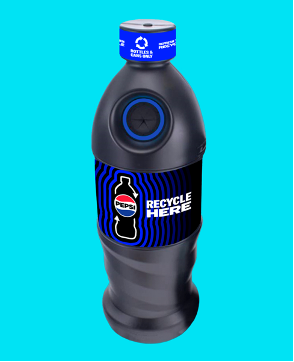 BOTTLES &
CANS ONLY
PEPSI
RECYCLE
HERE